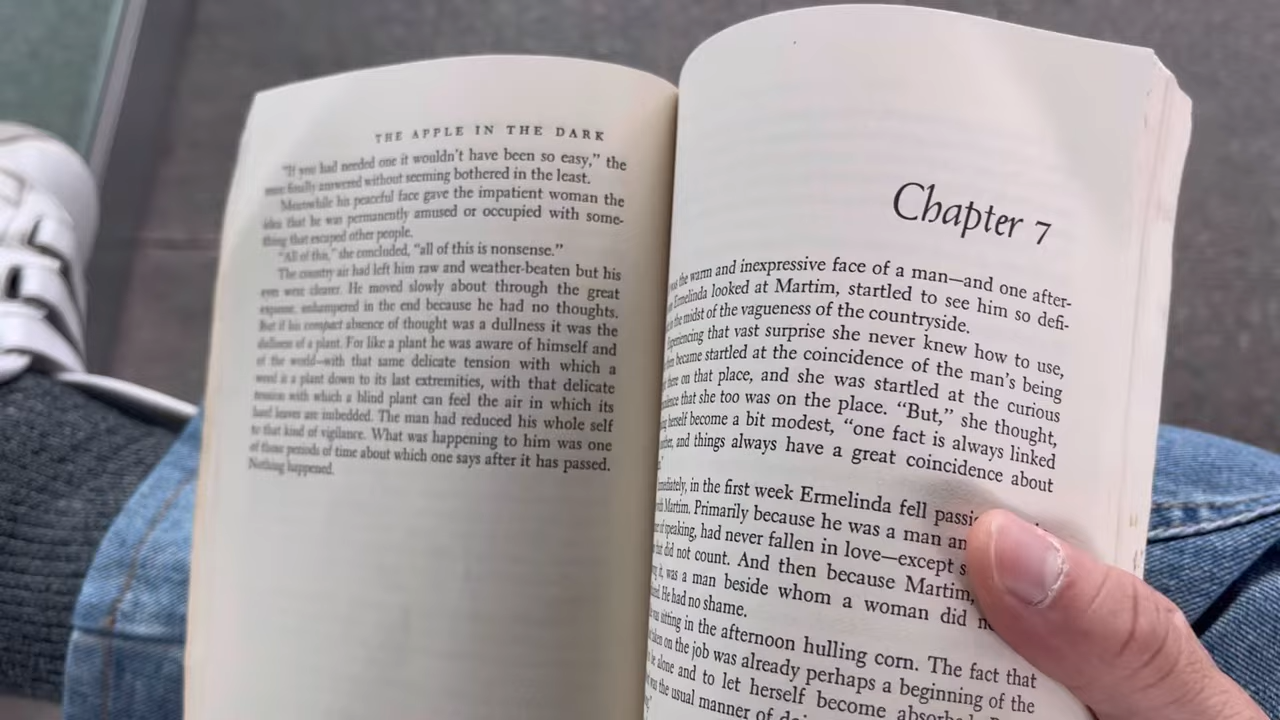 THE APPLE IN THE DARK
"If you had needed one it wouldn't have been so easy," the
man finally answered without seeming bothered in the least.
Meanwhile his peaceful face gave the impatient woman the
idea that he was permanently amused or occupied with some-
thing that escaped other people.
"All of this," she concluded, "all of this is nonsense."
The country air had left him raw and weather-beaten but his
eyes were clearer. He moved slowly about through the great
expanse, unhampered in the end because he had no thoughts.
But if his compact absence of thought was a dullness it was the
dullness of a plant. For like a plant he was aware of himself and
of the world—with that same delicate tension with which a
weed is a plant down to its last extremities, with that delicate
tension with which a blind plant can feel the air in which its
hard leaves are imbedded. The man had reduced his whole self
to that kind of vigilance. What was happening to him was one
of those periods of time about which one says after it has passed.
Nothing happened.
Chapter 7
was the warm and inexpressive face of a man—and one after-
Ermelinda looked at Martim, startled to see him so defi-
in the midst of the vagueness of the countryside.
Experiencing that vast surprise she never knew how to use,
became startled at the coincidence of the man's being
there on that place, and she was startled at the curious
that she too was on the place. "But," she thought,
herself become a bit modest, "one fact is always linked
and things always have a great coincidence about
in the first week Ermelinda fell
Martim. Primarily because he was a man
of speaking, had never fallen in love—except
that did not count. And then because Martim,
it, was a man beside whom a woman did
He had no shame.
was sitting in the afternoon hulling corn. The fact that
taken on the job was already perhaps a beginning of the
be alone and to let herself become
was the usual manner of